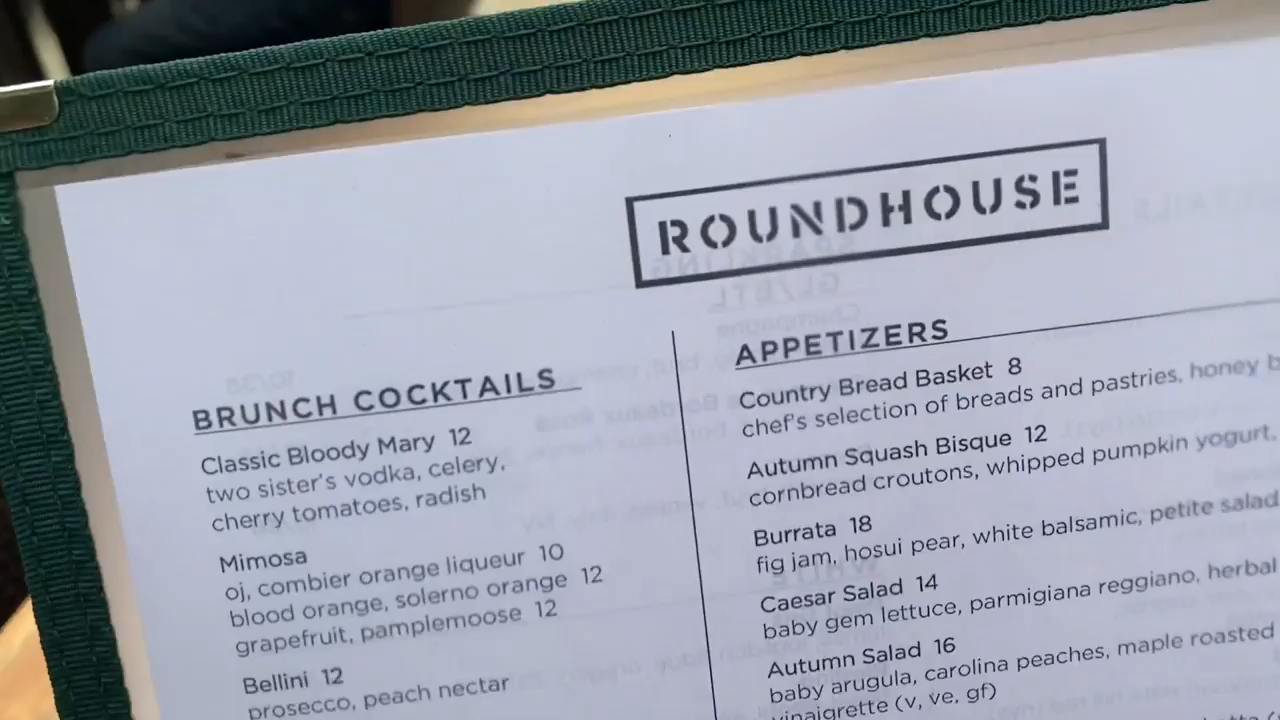 ROUNDHOUSE
BRUNCH COCKTAILS
Classic Bloody Mary 12
two sister's vodka, celery,
cherry tomatoes, radish
Mimosa
oj, combier orange liqueur 10
blood orange, solerno orange 12
grapefruit, pamplemoose 12
Bellini 12
prosecco, peach nectar
APPETIZERS
Country Bread Basket 8
chef's selection of breads and pastries, honey b
Autumn Squash Bisque 12
cornbread croutons, whipped pumpkin yogurt,
Burrata 18
fig jam, hosui pear, white balsamic, petite salad
Caesar Salad 14
baby gem lettuce, parmigiana reggiano, herbal
Autumn Salad 16
baby arugula, carolina peaches, maple roasted
vinaigrette (v, ve, gf)